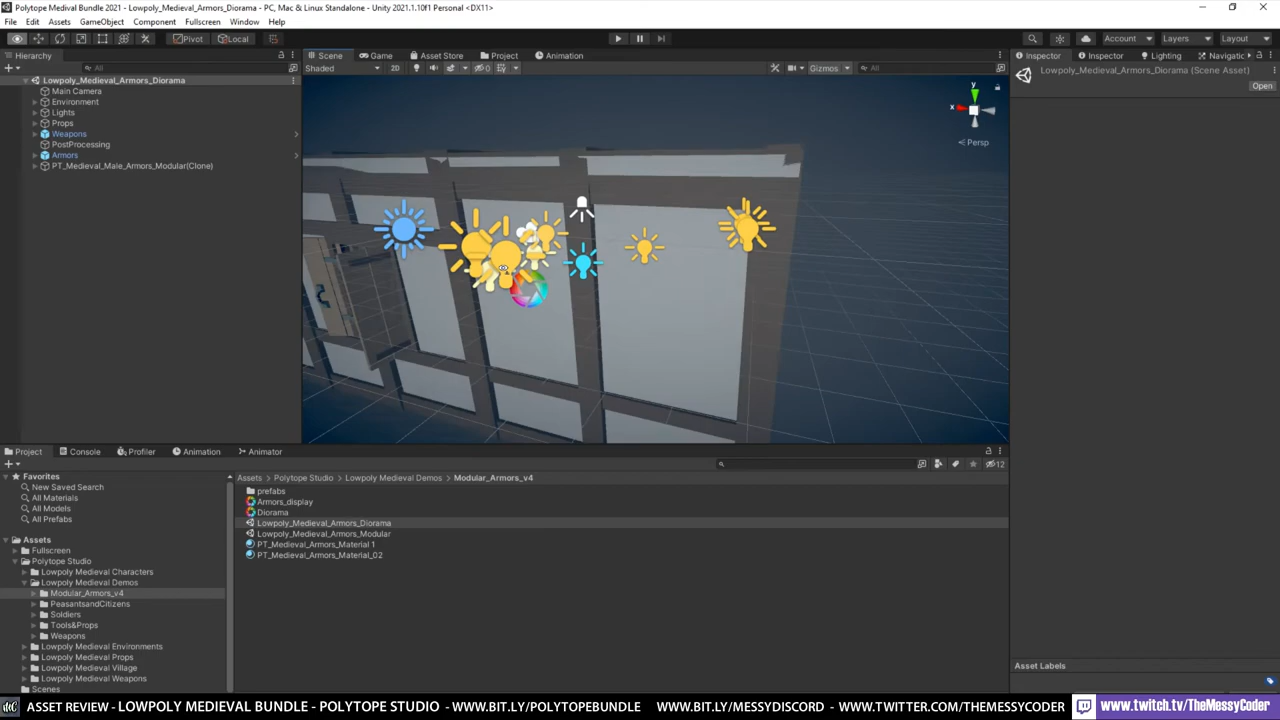 Polytope Medival Bundle 2021 - Lowpoly_Medieval_Armors_Diorama - PC, Mac & Linux Standalone - Unity 2021.1.10f1 Personal <DX11>
File Edit Assets GameObject Component Fullscreen Window Help
Pivot Local Account Layers Layout
Hierarchy Scene Game Asset Store Project Animation Inspector Inspector Lighting Navigatic
All Shaded 2D 0 Gizmos All
Lowpoly_Medieval_Armors_Diorama (Scene Asset)
Open
Lowpoly_Medieval_Armors_Diorama
Main Camera
Environment
Lights
Props
Weapons
PostProcessing
Armors
PT_Medieval_Male_Armors_Modular(Clone)
y
x
Persp
Project Console Profiler Animation Animator
12
Favorites
New Saved Search
All Materials
All Models
All Prefabs
Assets
Fullscreen
Polytope Studio
Lowpoly Medieval Characters
Lowpoly Medieval Demos
Modular_Armors_v4
PeasantsandCitizens
Soldiers
Tools&Props
Weapons
Lowpoly Medieval Environments
Lowpoly Medieval Props
Lowpoly Medieval Village
Lowpoly Medieval Weapons
Scenes
Assets > Polytope Studio > Lowpoly Medieval Demos > Modular_Armors_v4
prefabs
Armors_display
Diorama
Lowpoly_Medieval_Armors_Diorama
Lowpoly_Medieval_Armors_Modular
PT_Medieval_Armors_Material 1
PT_Medieval_Armors_Material_02
Asset Labels
ASSET REVIEW - LOWPOLY MEDIEVAL BUNDLE - POLYTOPE STUDIO - WWW.BIT.LY/POLYTOPEBUNDLE WWW.BIT.LY/MESSYDISCORD - WWW.TWITTER.COM/THEMESSYCODER
www.twitch.tv/TheMessyCoder